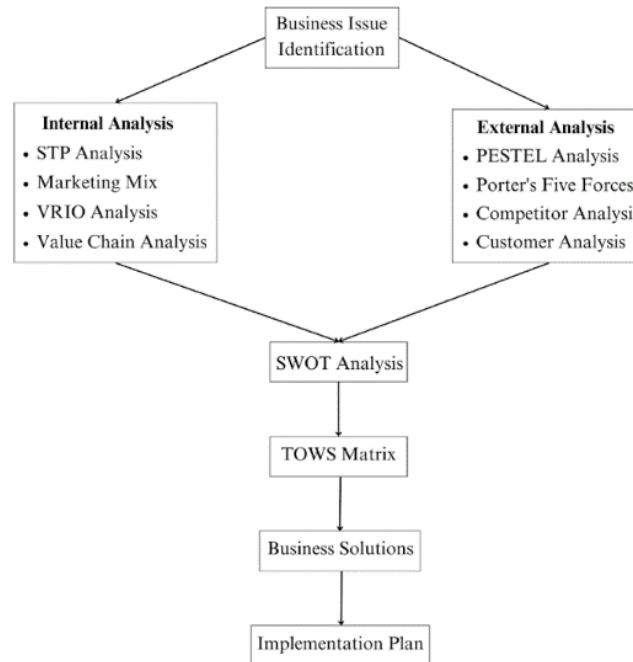 Business Issue
Identification
Internal Analysis
• STP Analysis
• Marketing Mix
• VRIO Analysis
• Value Chain Analysis
External Analysis
• PESTEL Analysis
• Porter's Five Forces
• Competitor Analysis
• Customer Analysis
SWOT Analysis
TOWS Matrix
Business Solutions
Implementation Plan